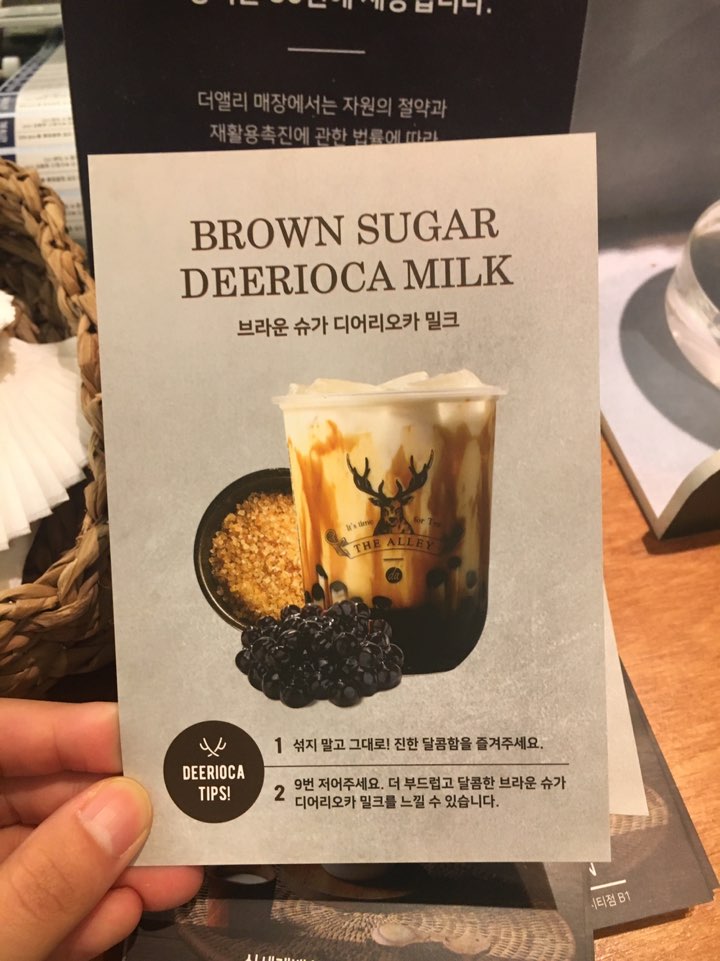 더앨리 매장에서는 자원의 절약과
재활용촉진에 관한 법률에 따라
BROWN SUGAR
DEERIOCA MILK
브라운 슈가 디어리오카 밀크
It's time for Tea
THE ALLEY
DEERIOCA
TIPS!
1 섞지 말고 그대로! 진한 달콤함을 즐겨주세요.
2 9번 저어주세요. 더 부드럽고 달콤한 브라운 슈가
디어리오카 밀크를 느낄 수 있습니다.
시티점 B1